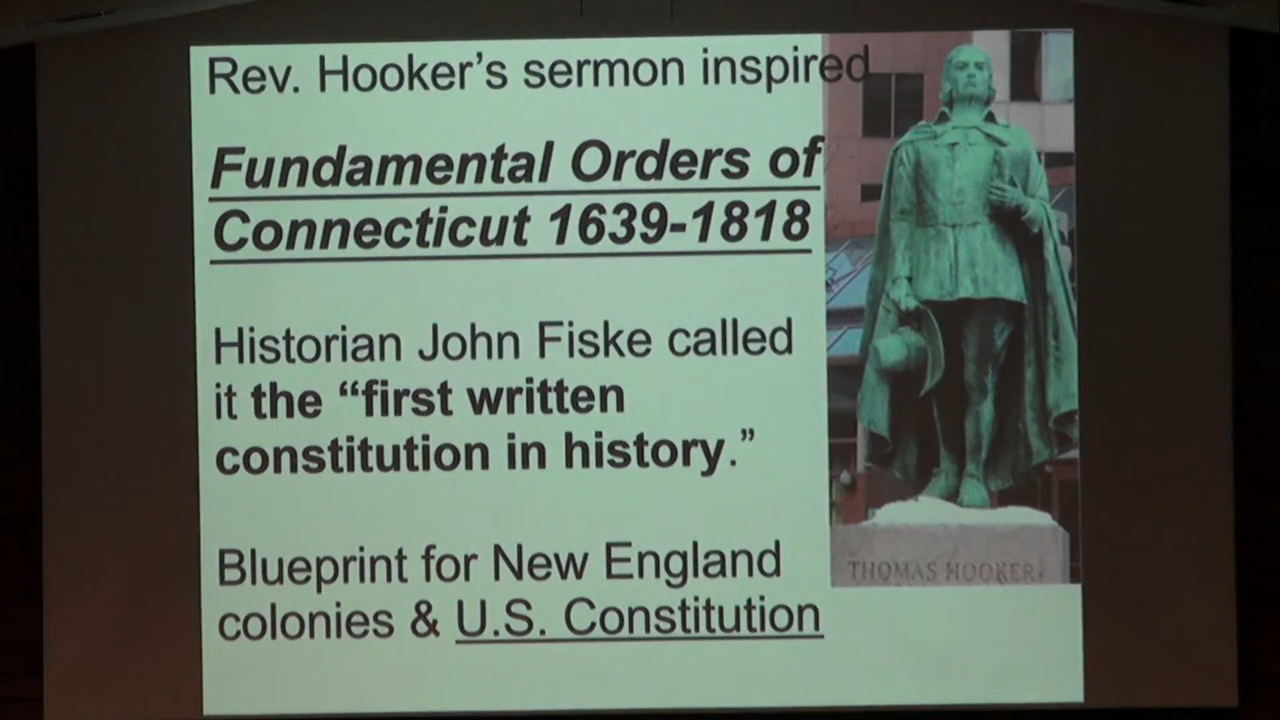 Rev. Hooker’s sermon inspired
Fundamental Orders of
Connecticut 1639-1818
Historian John Fiske called
it the “first written
constitution in history.”
Blueprint for New England
colonies & U.S. Constitution
THOMAS HOOKER